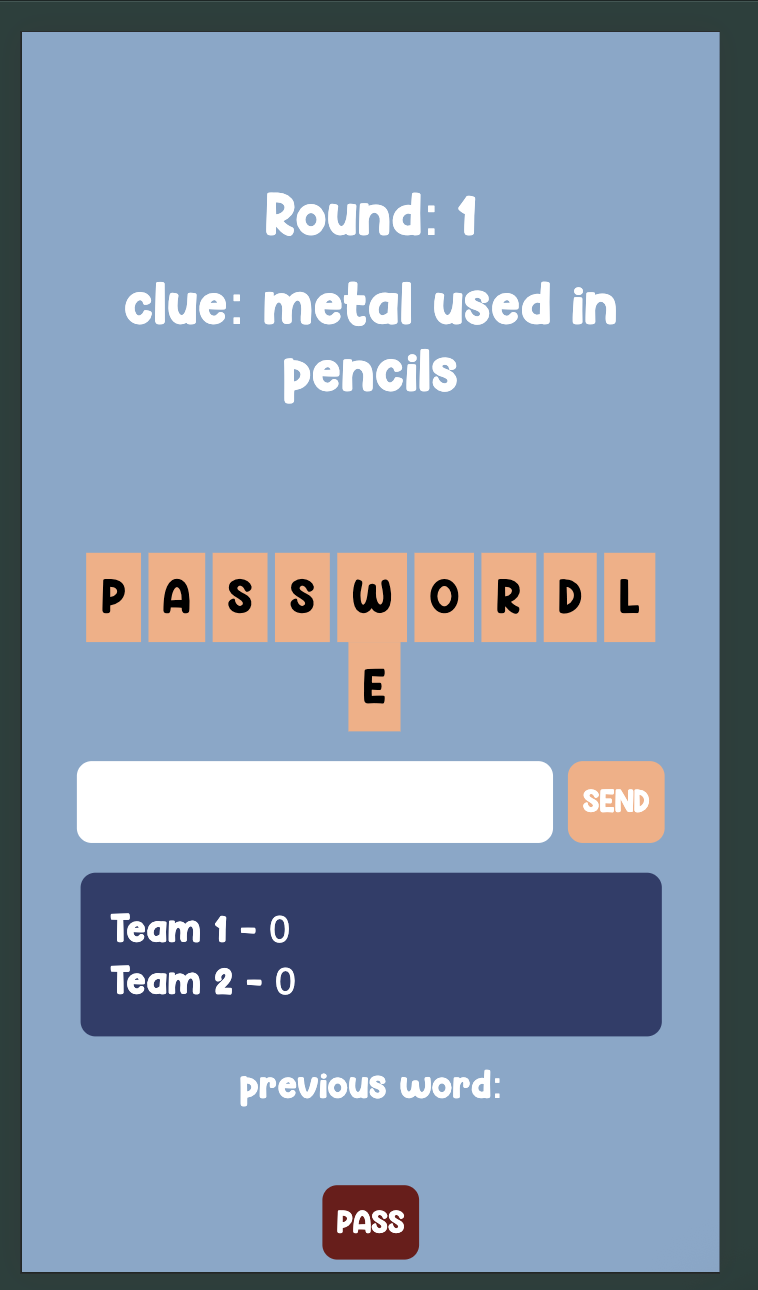 Round: 1
clue: metal used in
pencils
P A S S W O R D L
E
SEND
Team 1 - 0
Team 2 - 0
previous word:
PASS